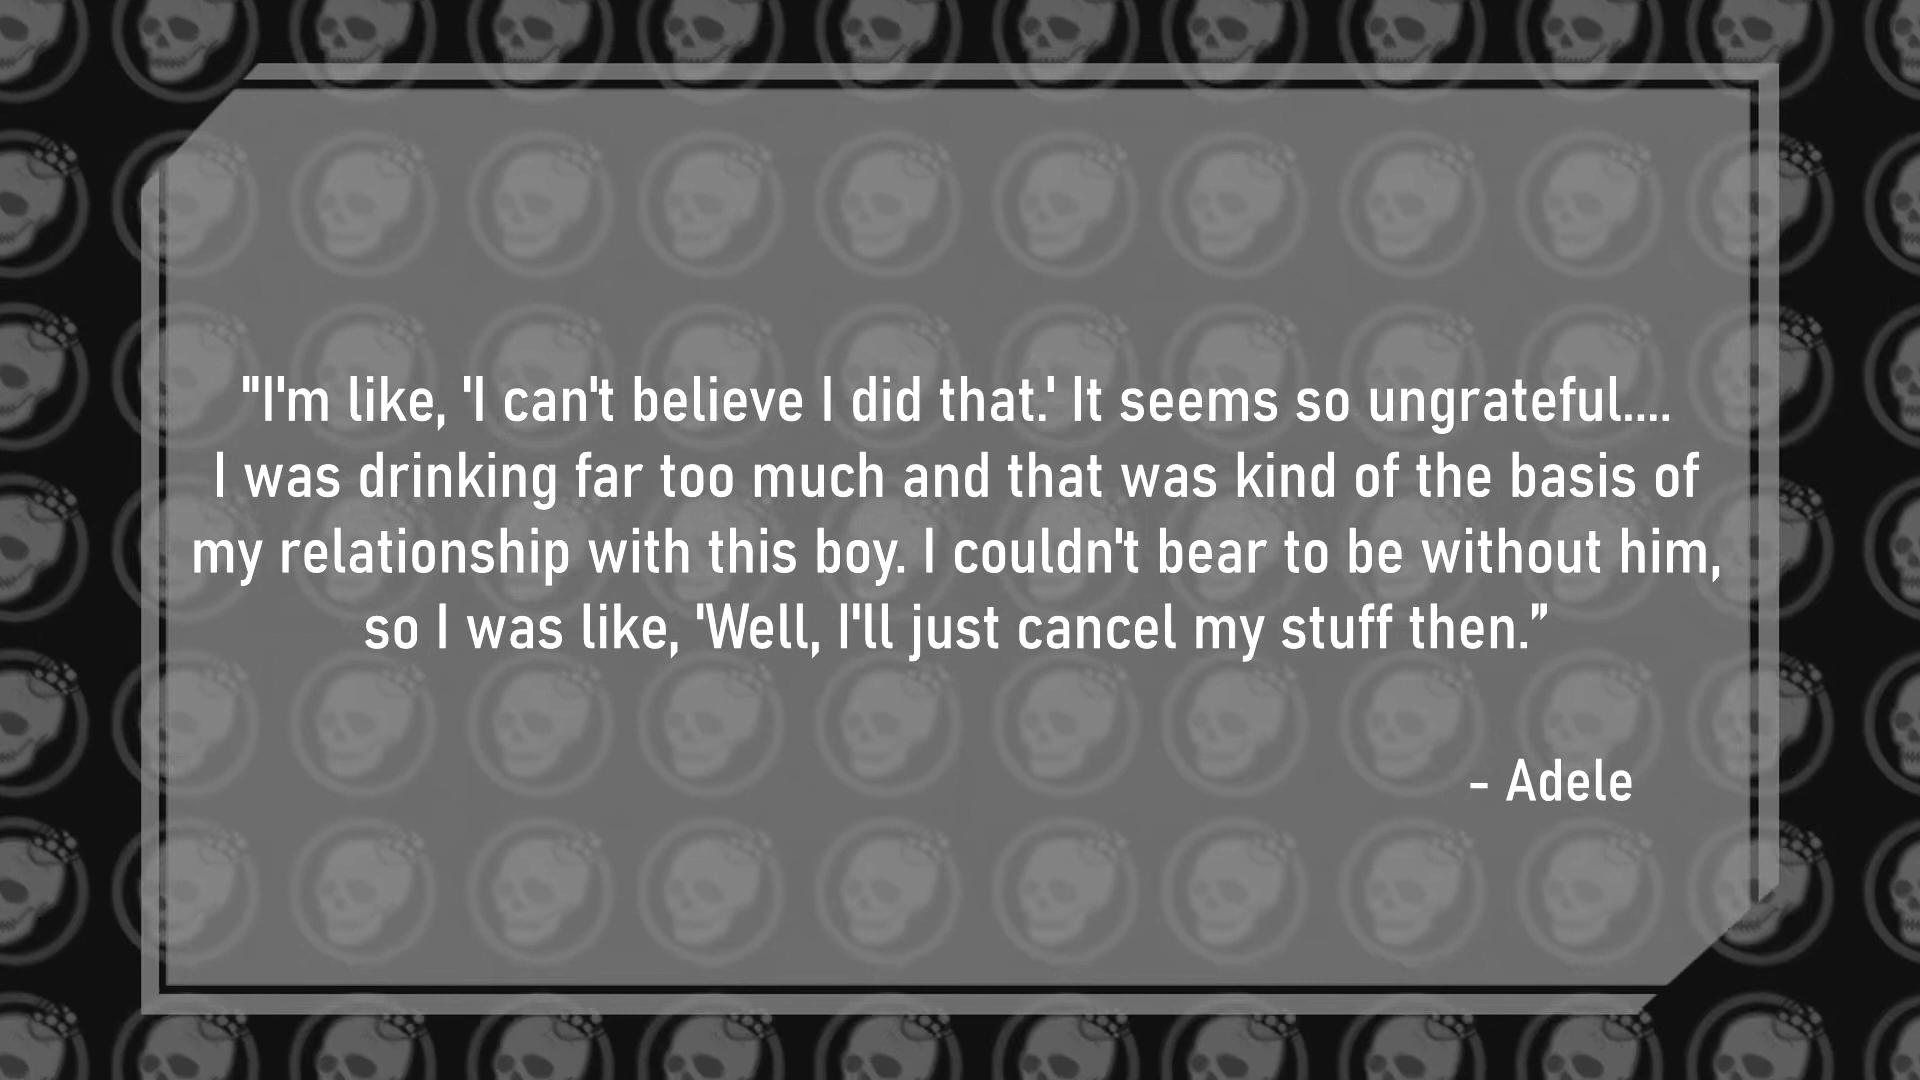 "I'm like, 'I can't believe I did that.' It seems so ungrateful....
I was drinking far too much and that was kind of the basis of
my relationship with this boy. I couldn't bear to be without him,
so I was like, 'Well, I'll just cancel my stuff then.”
- Adele